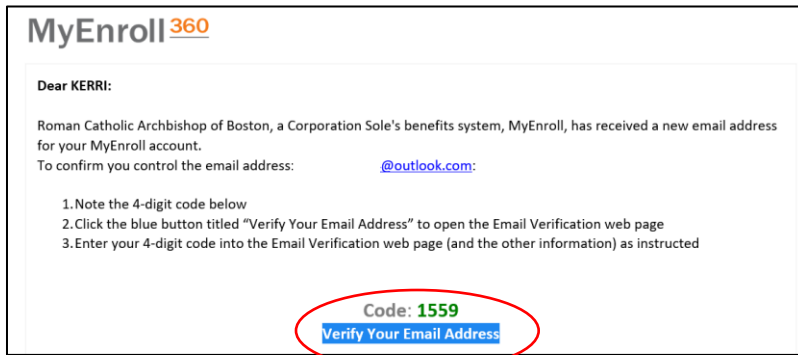 MyEnroll 360
Dear KERRI:
Roman Catholic Archbishop of Boston, a Corporation Sole's benefits system, MyEnroll, has received a new email address
for your MyEnroll account.
To confirm you control the email address: @outlook.com:
1. Note the 4-digit code below
2. Click the blue button titled “Verify Your Email Address” to open the Email Verification web page
3. Enter your 4-digit code into the Email Verification web page (and the other information) as instructed
Code: 1559
Verify Your Email Address